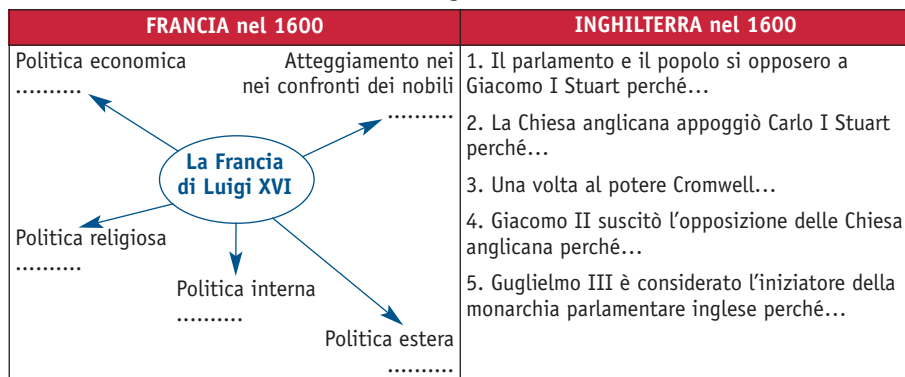 FRANCIA nel 1600
Politica economica
..........
Atteggiamento nei
nei confronti dei nobili
..........
La Francia
di Luigi XVI
Politica religiosa
..........
Politica interna
..........
Politica estera
..........
INGHILTERRA nel 1600
1. Il parlamento e il popolo si opposero a
Giacomo I Stuart perché...
2. La Chiesa anglicana appoggiò Carlo I Stuart
perché...
3. Una volta al potere Cromwell...
4. Giacomo II suscitò l'opposizione delle Chiesa
anglicana perché...
5. Guglielmo III è considerato l'iniziatore della
monarchia parlamentare inglese perché...